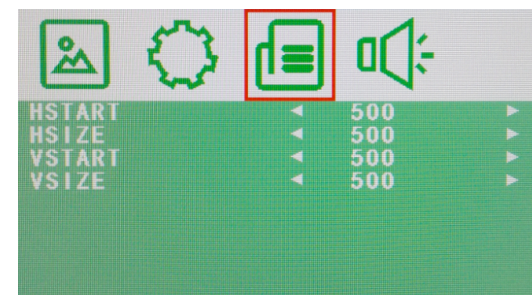 HSTART ◄ 500 ►
HSIZE ◄ 500 ►
VSTART ◄ 500 ►
VSIZE ◄ 500 ►